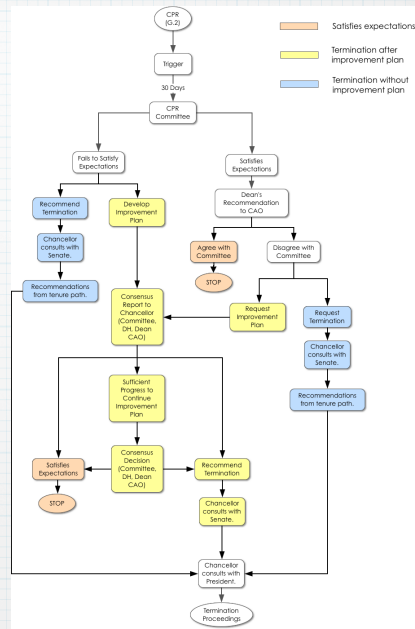 CPR
(G.2)
Satisfies expectations
Termination after
improvement plan
Termination without
improvement plan
Trigger
30 Days
CPR
Committee
Fails to Satisfy
Expectations
Satisfies
Expectations
Recommend
Termination
Develop
Improvement
Plan
Dean's
Recommendation
to CAO
Chancellor
consults with
Senate.
Agree with
Committee
Disagree with
Committee
STOP
Recommendations
from tenure path.
Consensus
Report to
Chancellor
(Committee,
DH, Dean
CAO)
Request
Improvement
Plan
Request
Termination
Chancellor
consults with
Senate.
Sufficient
Progress to
Continue
Improvement
Plan
Recommendations
from tenure path.
Satisfies
Expectations
Consensus
Decision
(Committee,
DH, Dean
CAO)
Recommend
Termination
STOP
Chancellor
consults with
Senate.
Chancellor
consults with
President.
Termination
Proceedings